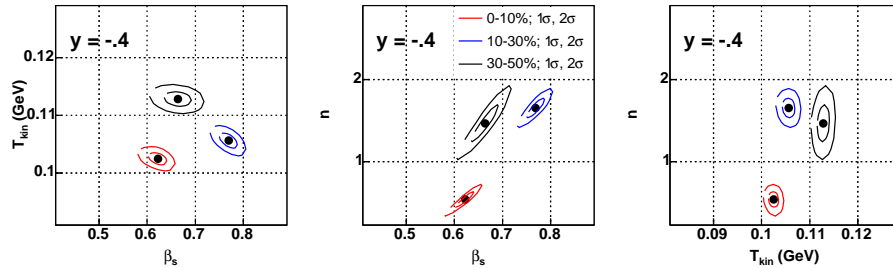 y = -.4
T_kin (GeV)
0.12
0.11
0.1
0.5 0.6 0.7 0.8
β_s
y = -.4
0-10%; 1σ, 2σ
10-30%; 1σ, 2σ
30-50%; 1σ, 2σ
n
2
1
0.5 0.6 0.7 0.8
β_s
y = -.4
n
2
1
0.09 0.1 0.11 0.12
T_kin (GeV)